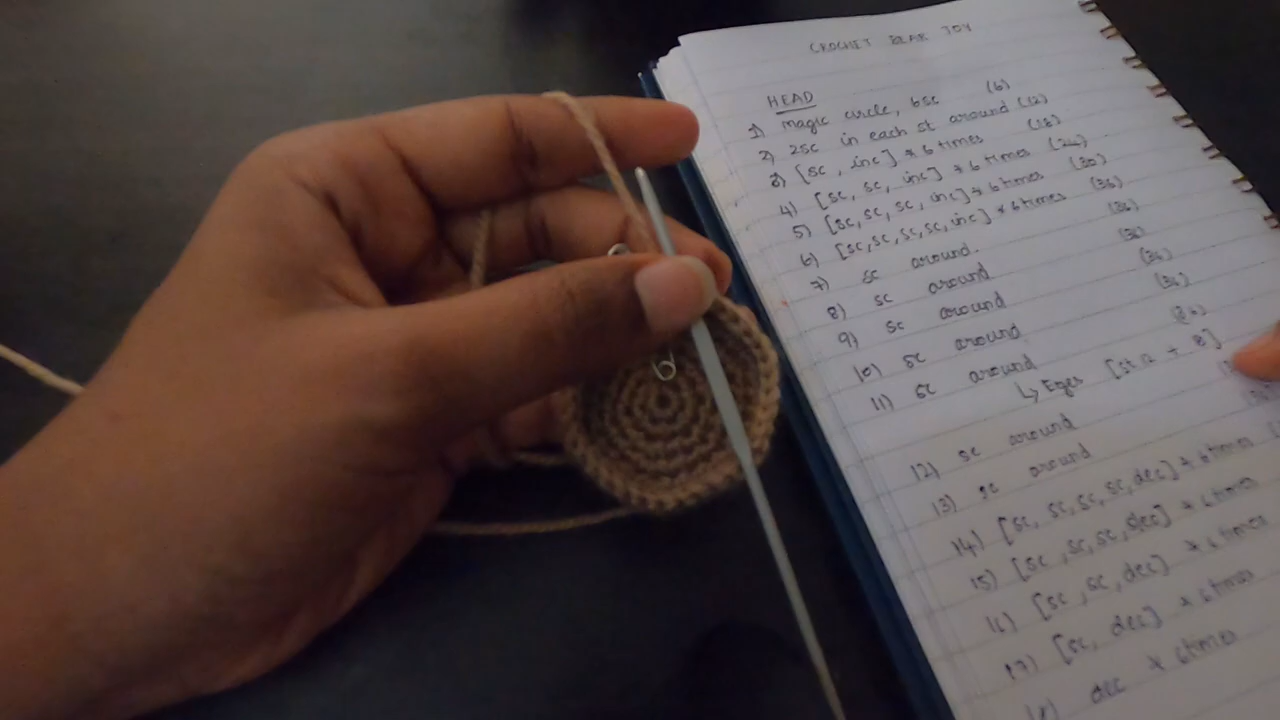 CROCHET BEAR TOY
HEAD
1) magic circle, 6sc (6)
2) 2sc in each st around (12)
3) [sc, inc] * 6 times (18)
4) [sc, sc, inc] * 6 times (24)
5) [sc, sc, sc, inc] * 6 times (30)
6) [sc, sc, sc, sc, inc] * 6 times (36)
7) sc around. (36)
8) sc around (36)
9) sc around (36)
10) sc around (36)
11) sc around (36)
↳ Eyes
12) sc around
13) sc around
14) [sc, sc, sc, sc, dec] * 6 times
15) [sc, sc, sc, dec] * 6 times
16) [sc, sc, dec] * 6 times
17) [sc, dec] * 6 times
18) dec * 6 times